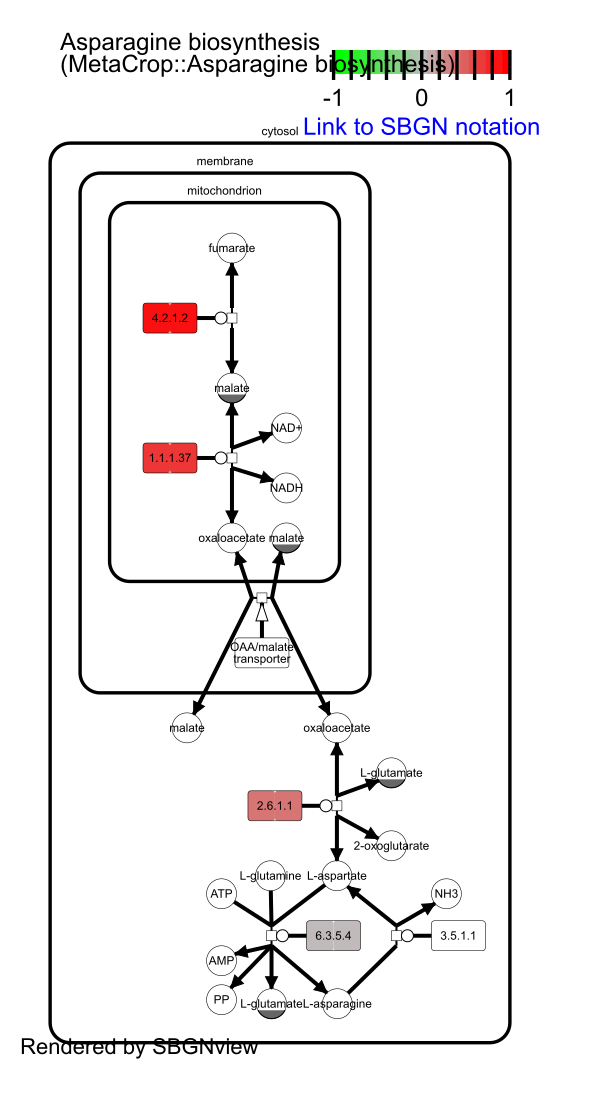 Asparagine biosynthesis
(MetaCrop::Asparagine biosynthesis)
-1 0 1
cytosol Link to SBGN notation
membrane
mitochondrion
fumarate
4.2.1.2
malate
NAD+
1.1.1.37
NADH
oxaloacetate malate
OAA/malate
transporter
malate oxaloacetate
L-glutamate
2.6.1.1
2-oxoglutarate
L-glutamine L-aspartate
ATP NH3
6.3.5.4 3.5.1.1
AMP
PP L-glutamate L-asparagine
Rendered by SBGNview